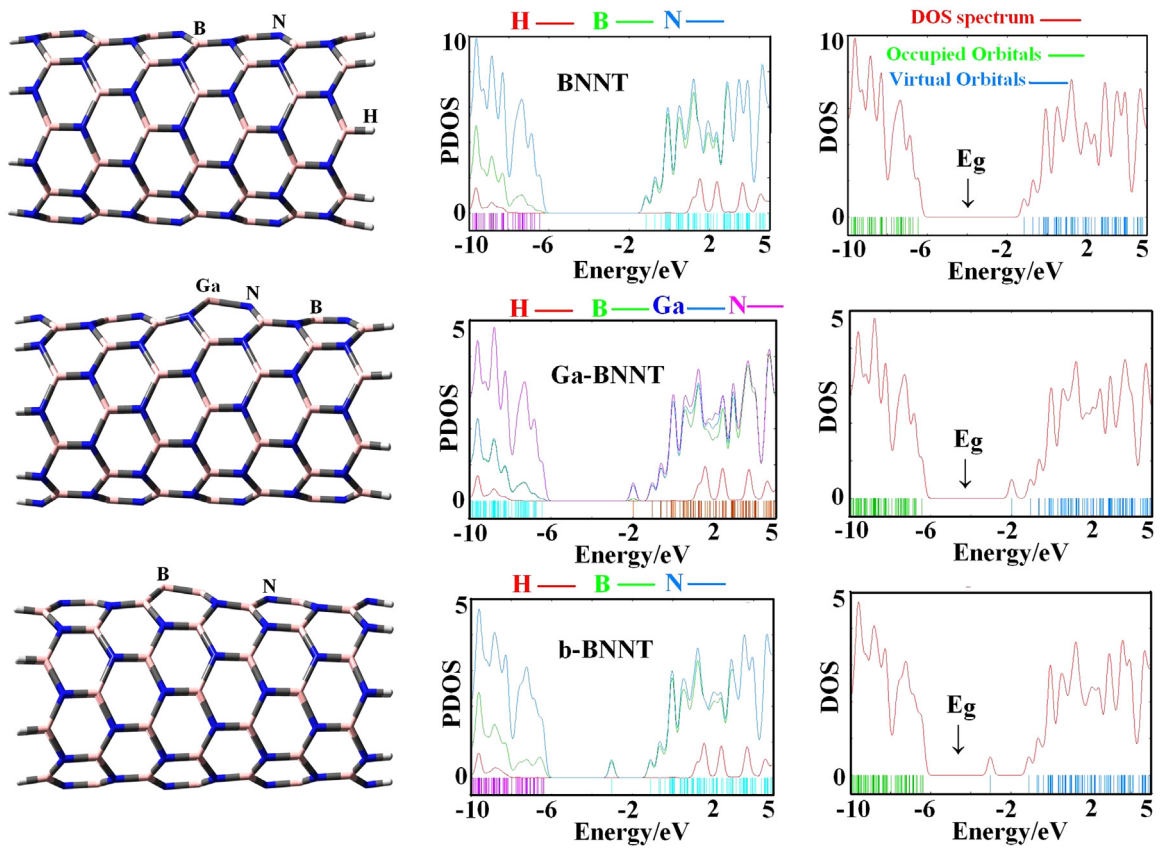 B N
H
H B N
10
BNNT
PDOS
0
-10 -6 -2 2 5
Energy/eV
DOS spectrum
10
Occupied Orbitals
Virtual Orbitals
DOS
Eg
0
-10 -6 -2 2 5
Energy/eV
Ga N B
H B Ga N
5
Ga-BNNT
PDOS
0
-10 -6 -2 2 5
Energy/eV
5
DOS
Eg
0
-10 -6 -2 2 5
Energy/eV
B N
H B N
5
b-BNNT
PDOS
0
-10 -6 -2 2 5
Energy/eV
5
DOS
Eg
0
-10 -6 -2 2 5
Energy/eV